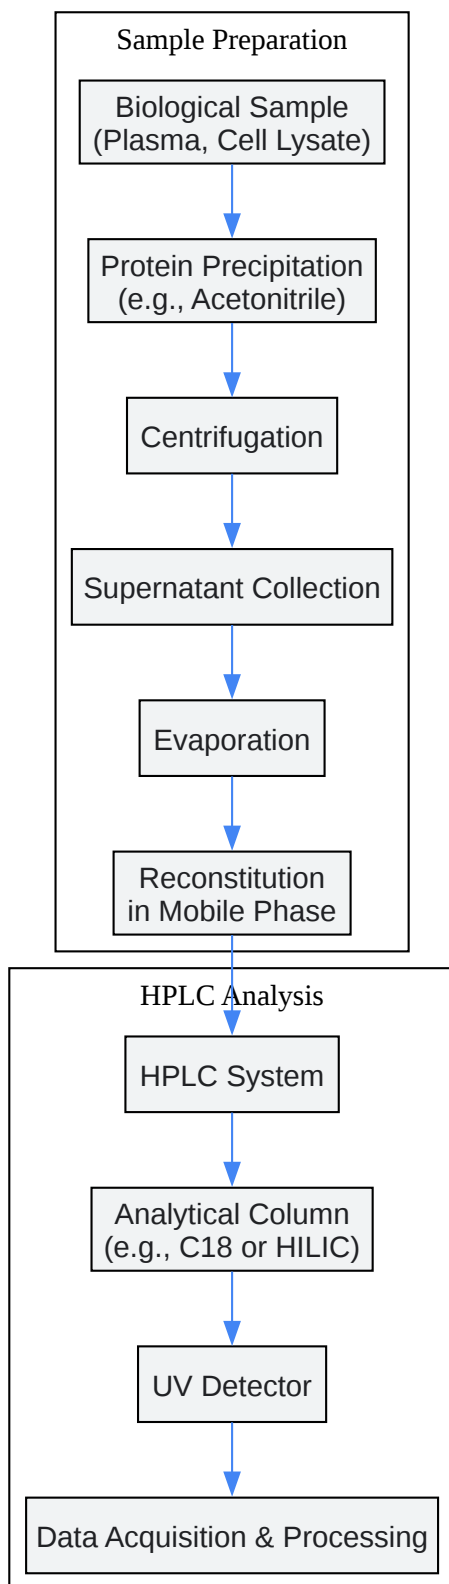 Sample Preparation
Biological Sample
(Plasma, Cell Lysate)
Protein Precipitation
(e.g., Acetonitrile)
Centrifugation
Supernatant Collection
Evaporation
Reconstitution
in Mobile Phase
HPLC Analysis
HPLC System
Analytical Column
(e.g., C18 or HILIC)
UV Detector
Data Acquisition & Processing